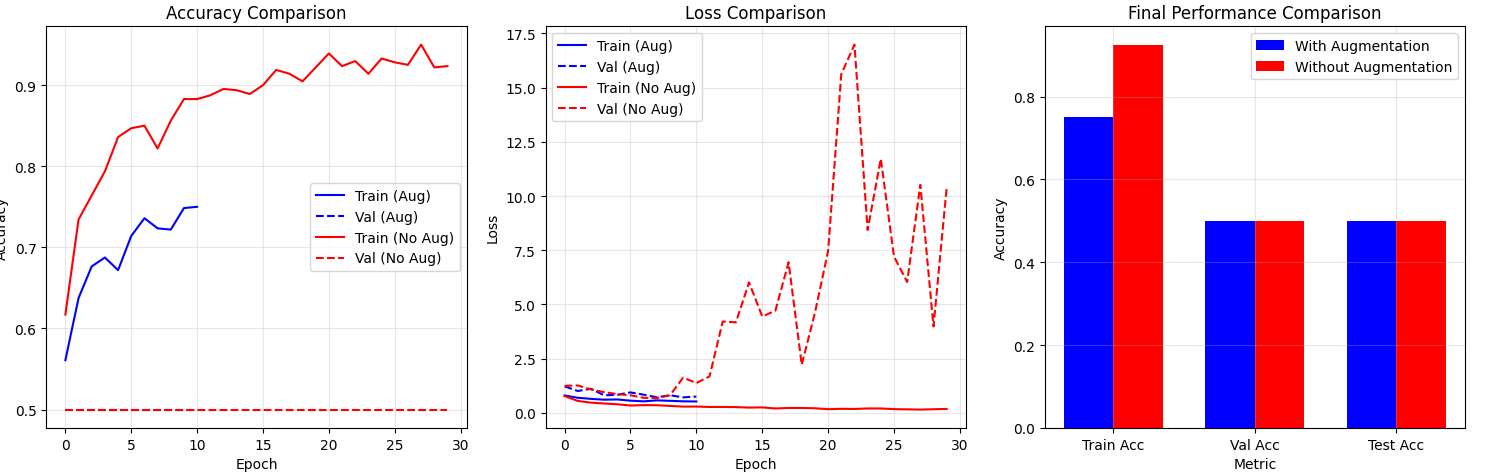 Accuracy Comparison
Accuracy
0.9
0.8
0.7
0.6
0.5
Train (Aug)
Val (Aug)
Train (No Aug)
Val (No Aug)
0 5 10 15 20 25 30
Epoch
Loss Comparison
Loss
17.5
15.0
12.5
10.0
7.5
5.0
2.5
0.0
Train (Aug)
Val (Aug)
Train (No Aug)
Val (No Aug)
0 5 10 15 20 25 30
Epoch
Final Performance Comparison
Accuracy
0.8
0.6
0.4
0.2
0.0
With Augmentation
Without Augmentation
Train Acc Val Acc Test Acc
Metric